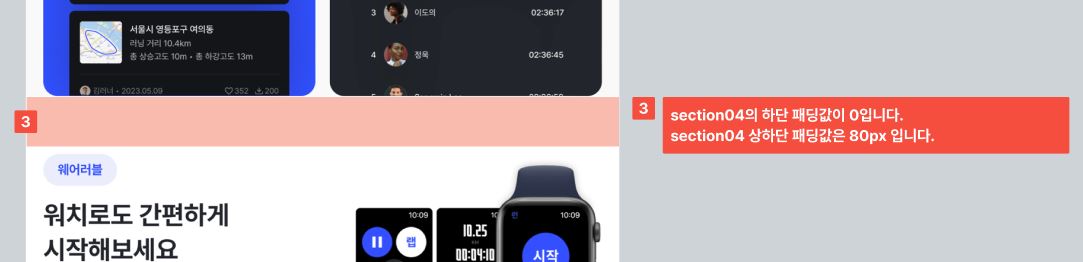 서울시 영등포구 여의동
러닝 거리 10.4km
총 상승고도 10m • 총 하강고도 13m
김러너 • 2023.05.09
352
200
3 이도의 02:36:17
4 정욱 02:36:45
3
3
section04의 하단 패딩값이 0입니다.
section04 상하단 패딩값은 80px 입니다.
웨어러블
워치로도 간편하게
시작해보세요
10:09
랩
10.25
KM
00:04:10
런
10:09
시작